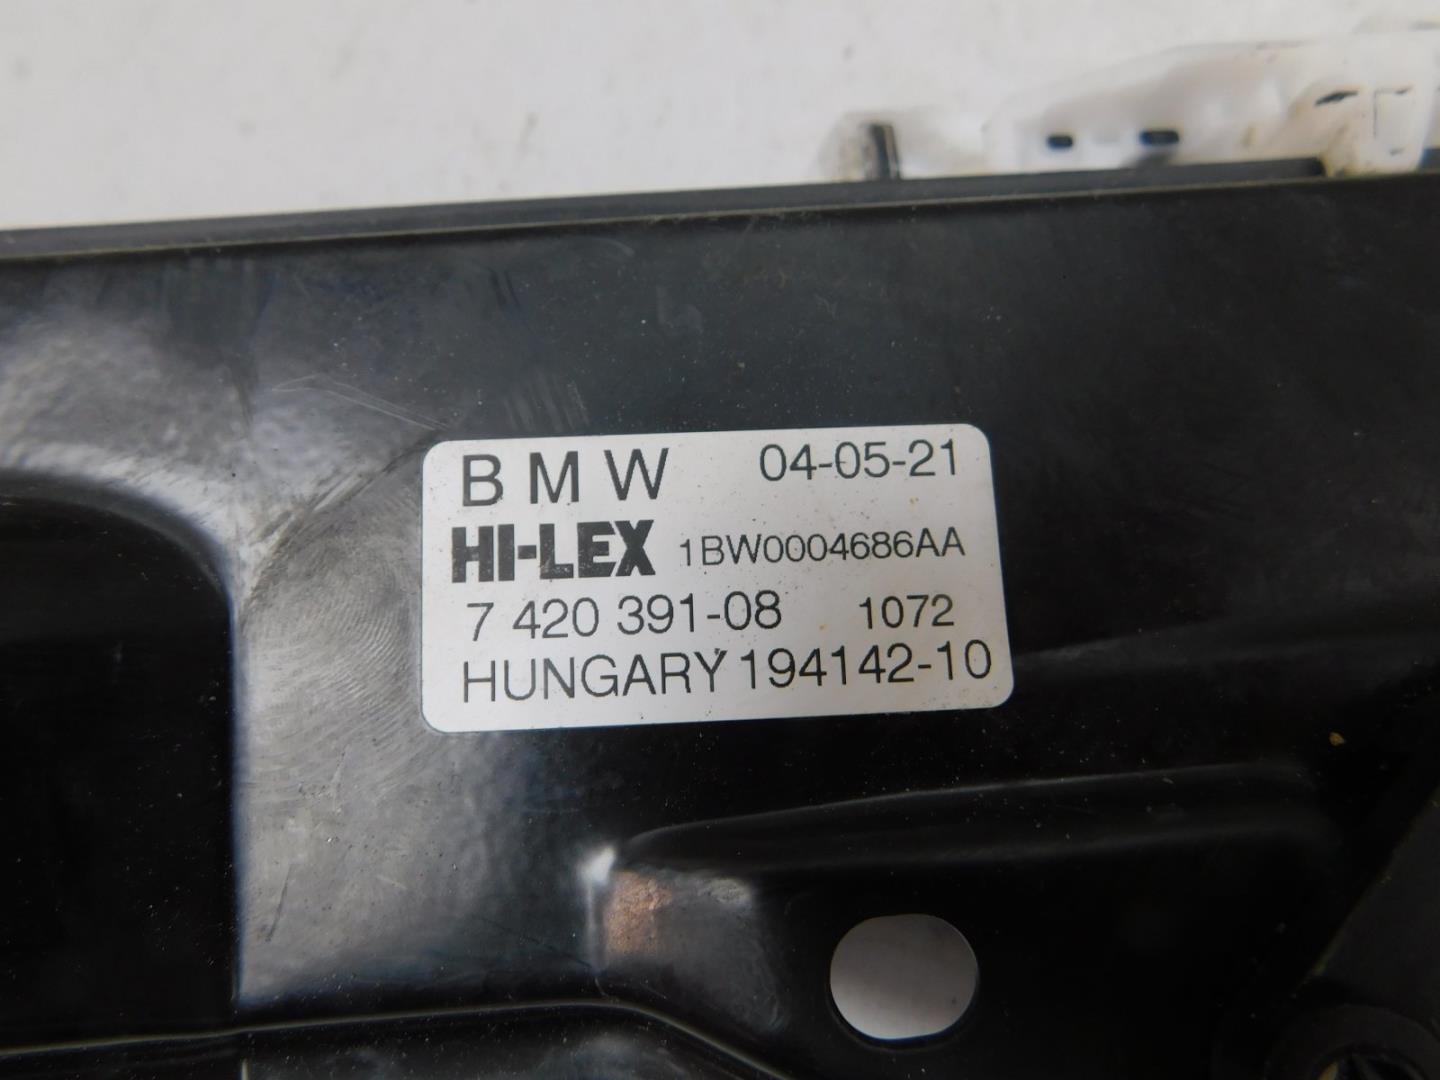 BMW 04-05-21
HI-LEX 1BW0004686AA
7 420 391-08 1072
HUNGARY 194142-10